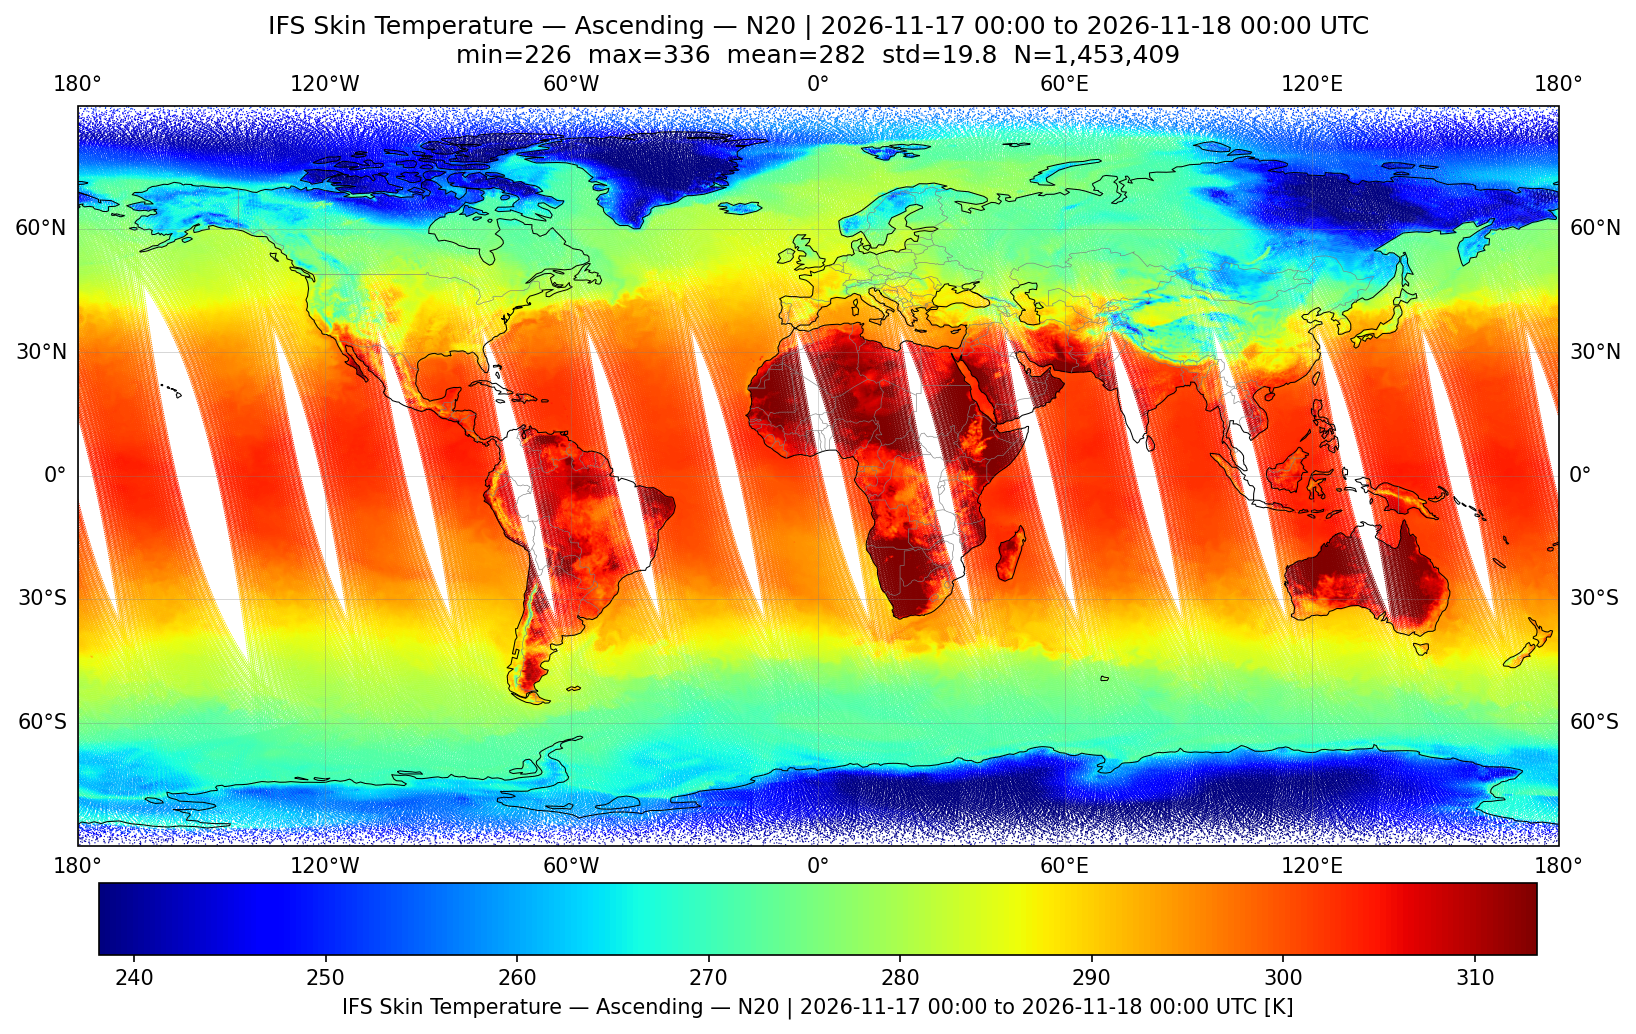 IFS Skin Temperature — Ascending — N20 | 2026-11-17 00:00 to 2026-11-18 00:00 UTC
min=226 max=336 mean=282 std=19.8 N=1,453,409
180° 120°W 60°W 0° 60°E 120°E 180°
60°N 60°N
30°N 30°N
0° 0°
30°S 30°S
60°S 60°S
180° 120°W 60°W 0° 60°E 120°E 180°
240 250 260 270 280 290 300 310
IFS Skin Temperature — Ascending — N20 | 2026-11-17 00:00 to 2026-11-18 00:00 UTC [K]